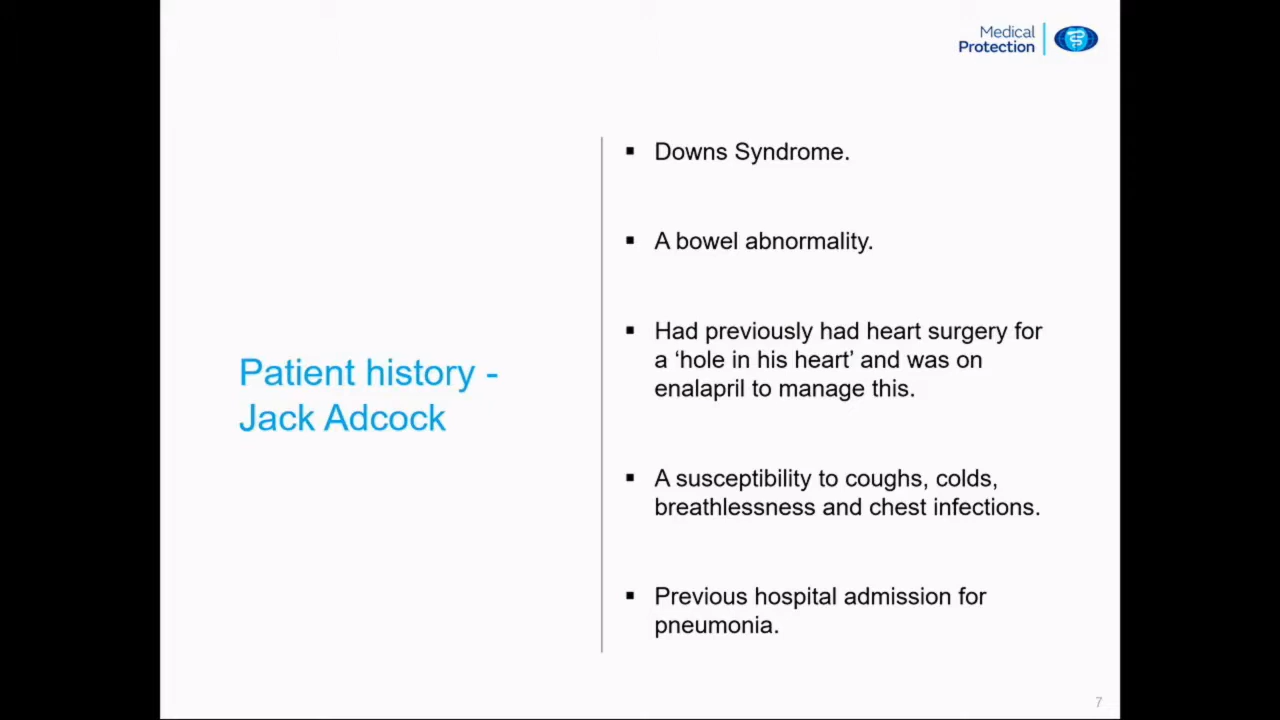 Medical
Protection
Patient history -
Jack Adcock
▪ Downs Syndrome.
▪ A bowel abnormality.
▪ Had previously had heart surgery for
a ‘hole in his heart’ and was on
enalapril to manage this.
▪ A susceptibility to coughs, colds,
breathlessness and chest infections.
▪ Previous hospital admission for
pneumonia.
7